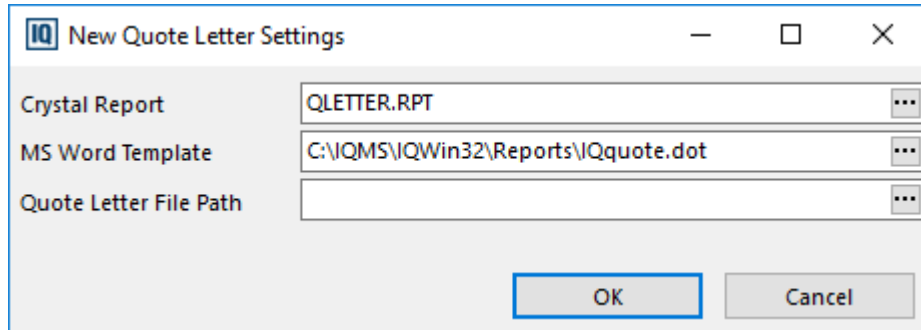 IQ New Quote Letter Settings
Crystal Report QLETTER.RPT ...
MS Word Template C:\IQMS\IQWin32\Reports\IQquote.dot ...
Quote Letter File Path ...
OK Cancel